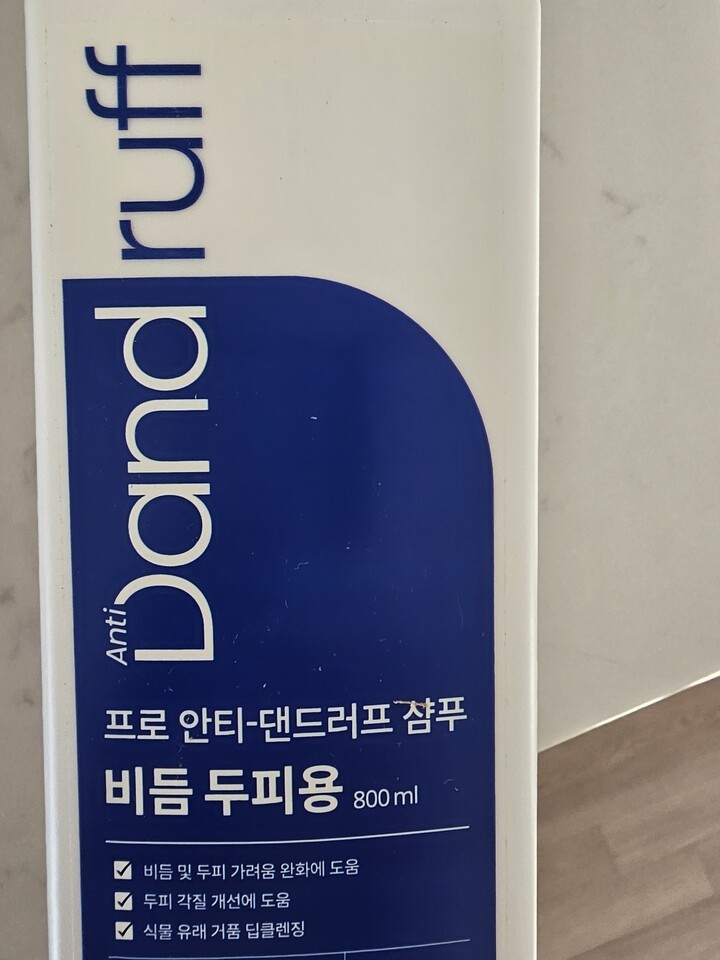 Anti
Dandruff
프로 안티-댄드러프 샴푸
비듬 두피용 800 ml
비듬 및 두피 가려움 완화에 도움
두피 각질 개선에 도움
식물 유래 거품 딥클렌징